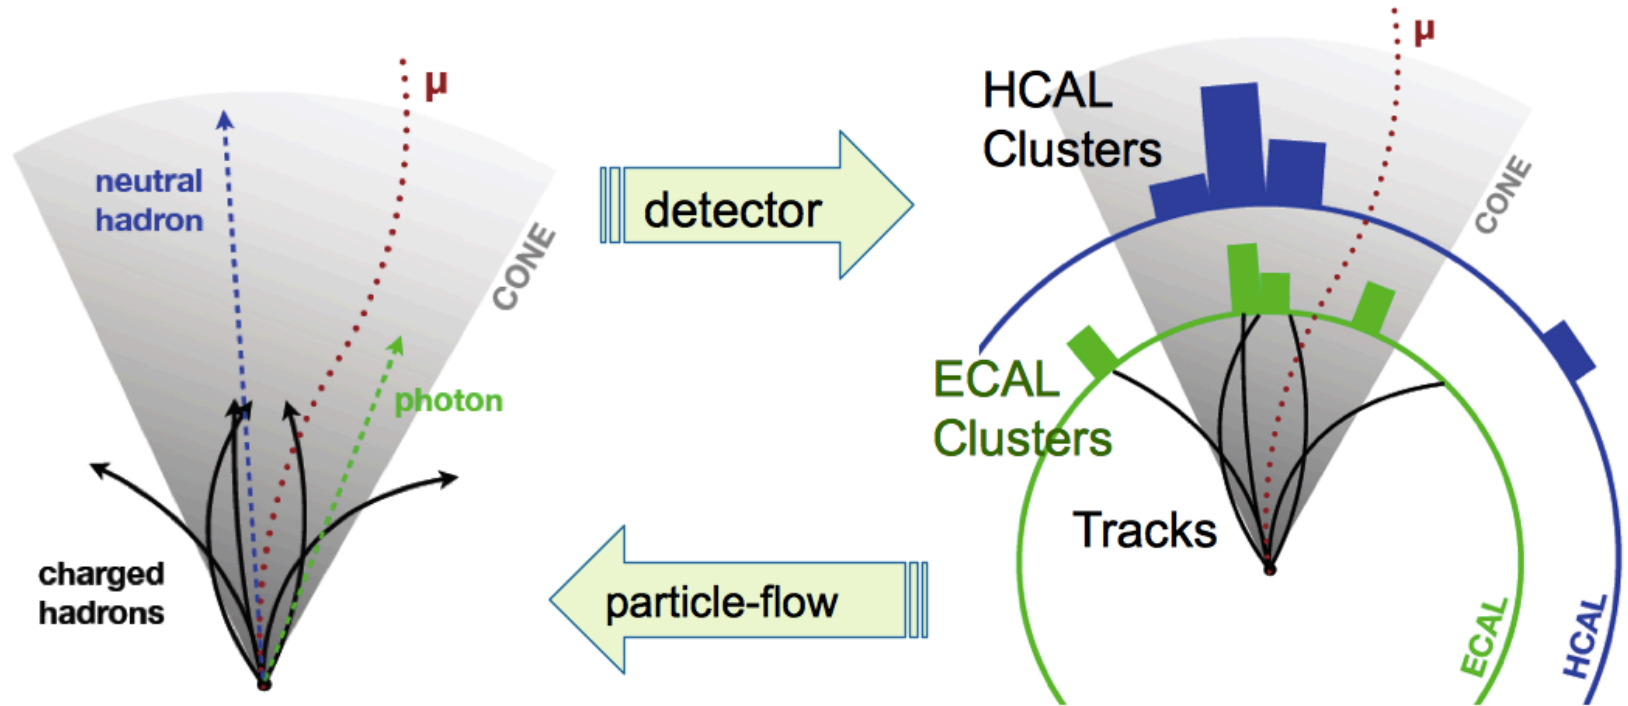 μ
neutral
hadron
CONE
photon
charged
hadrons
detector
particle-flow
μ
HCAL
Clusters
CONE
ECAL
Clusters
Tracks
ECAL
HCAL